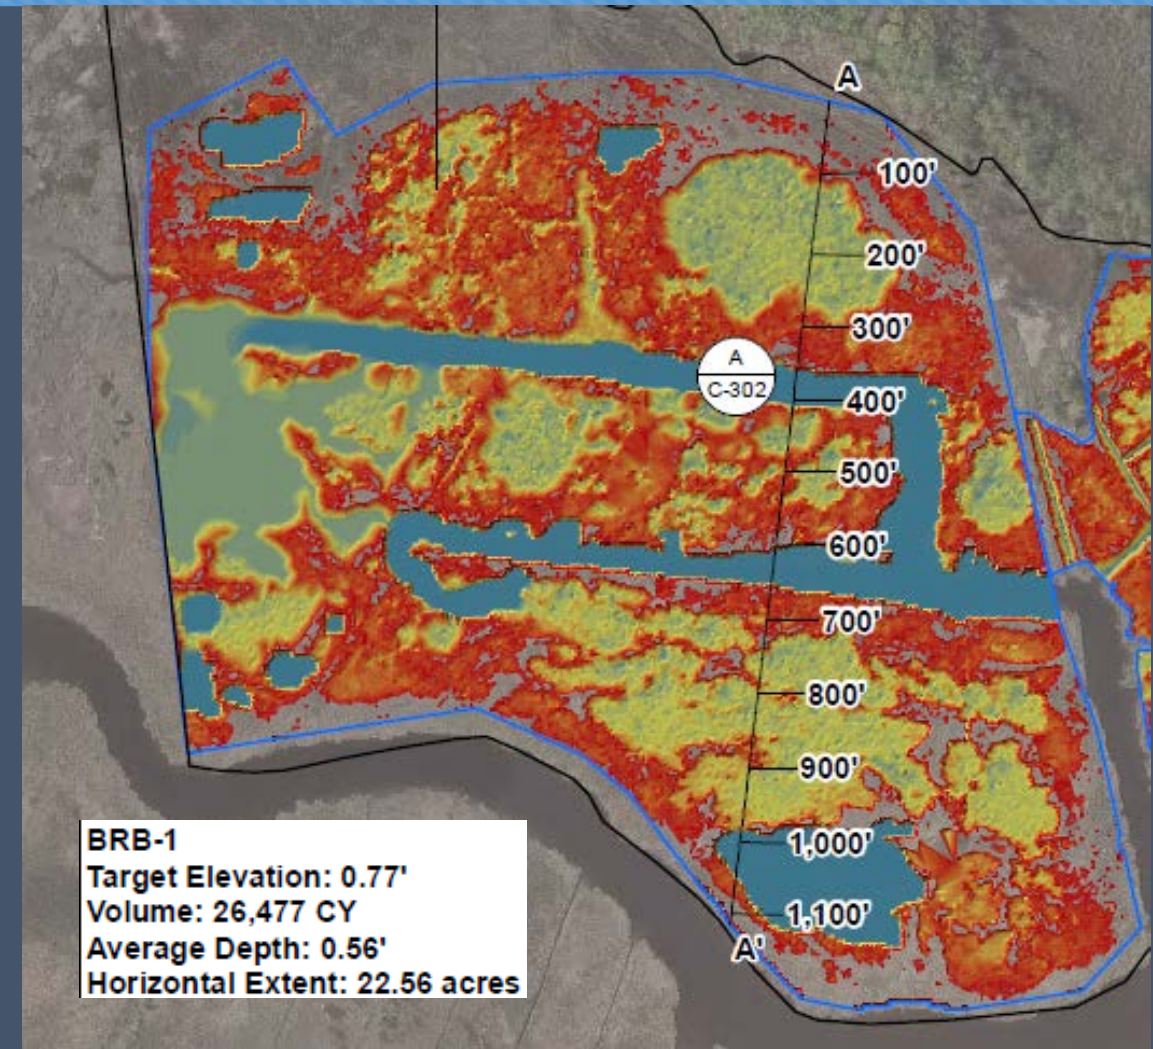 A
100'
200'
300'
A
C-302
400'
500'
600'
700'
800'
900'
1,000'
1,100'
A'
BRB-1
Target Elevation: 0.77'
Volume: 26,477 CY
Average Depth: 0.56'
Horizontal Extent: 22.56 acres